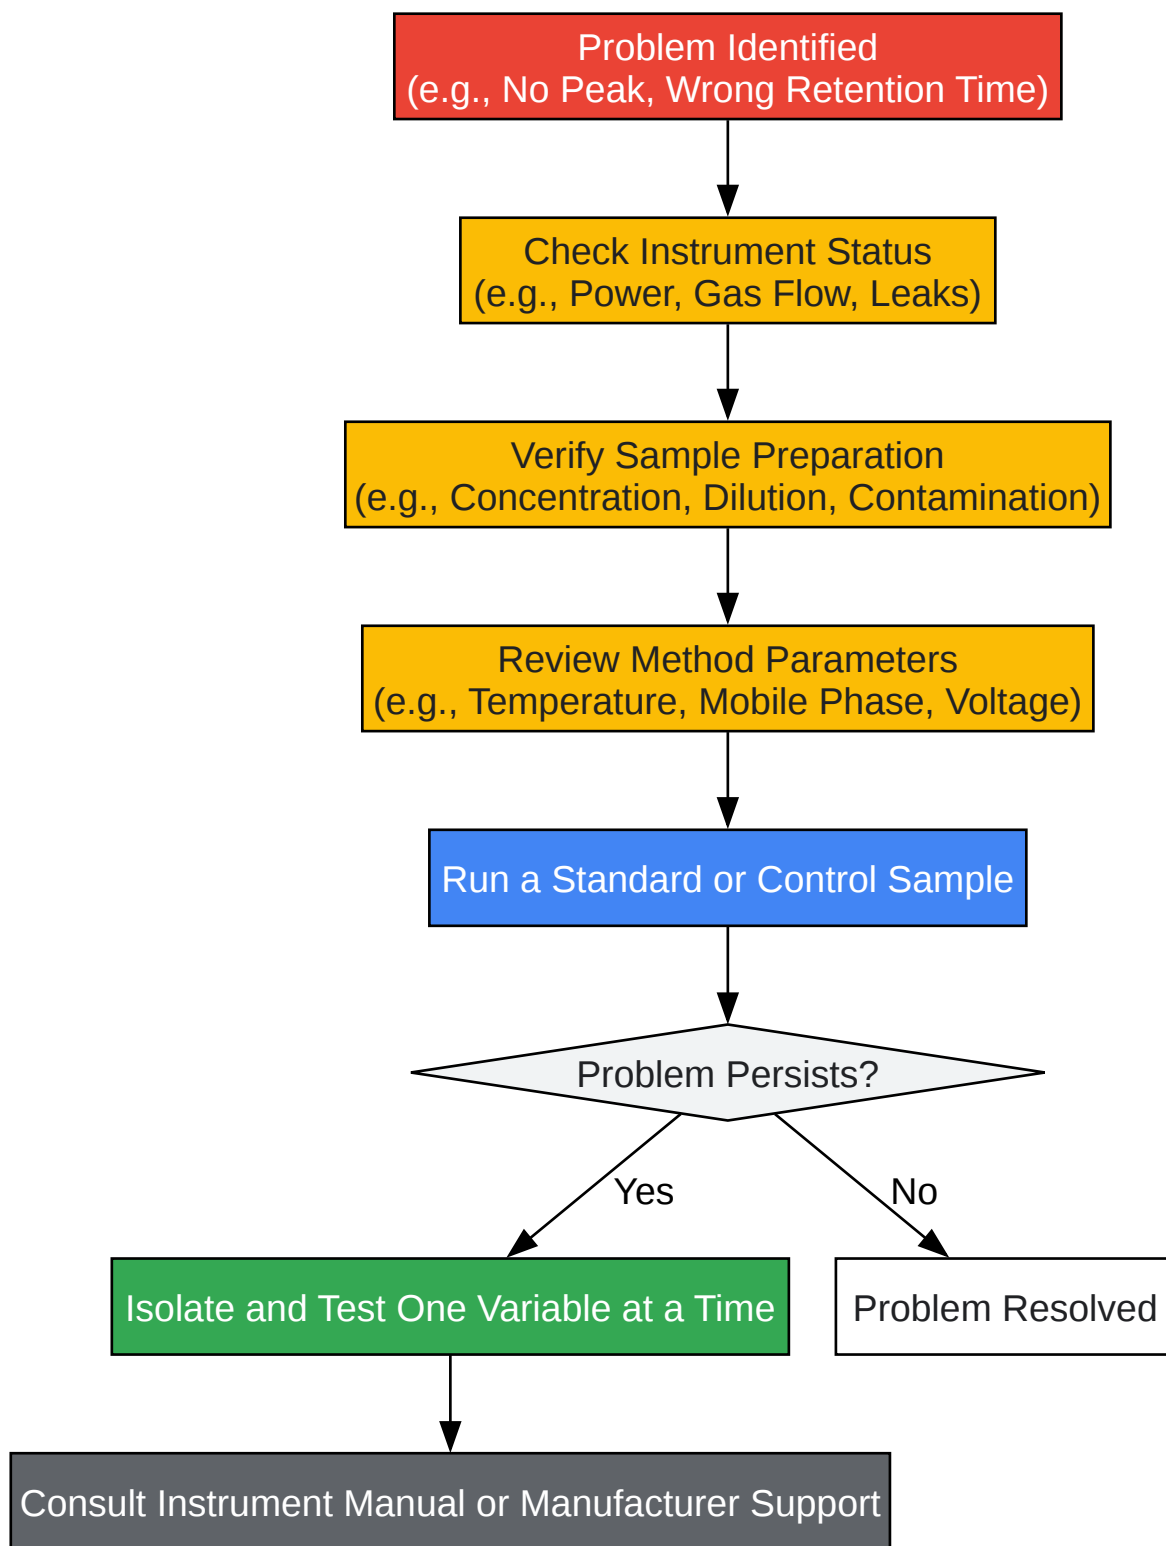 Problem Identified
(e.g., No Peak, Wrong Retention Time)
Check Instrument Status
(e.g., Power, Gas Flow, Leaks)
Verify Sample Preparation
(e.g., Concentration, Dilution, Contamination)
Review Method Parameters
(e.g., Temperature, Mobile Phase, Voltage)
Run a Standard or Control Sample
Problem Persists?
Yes
No
Isolate and Test One Variable at a Time
Problem Resolved
Consult Instrument Manual or Manufacturer Support